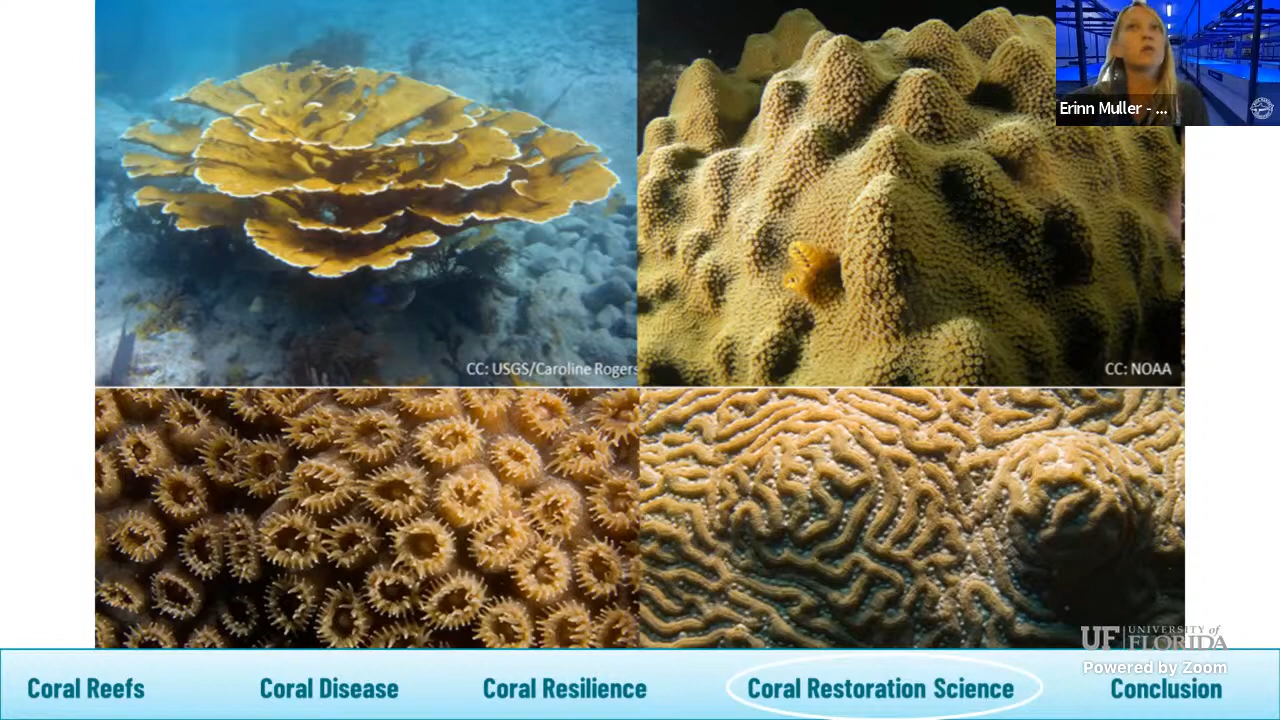 Erinn Muller - ...
CC: USGS/Caroline Rogers
CC: NOAA
UF UNIVERSITY of
FLORIDA
Powered by Zoom
Coral Reefs
Coral Disease
Coral Resilience
Coral Restoration Science
Conclusion